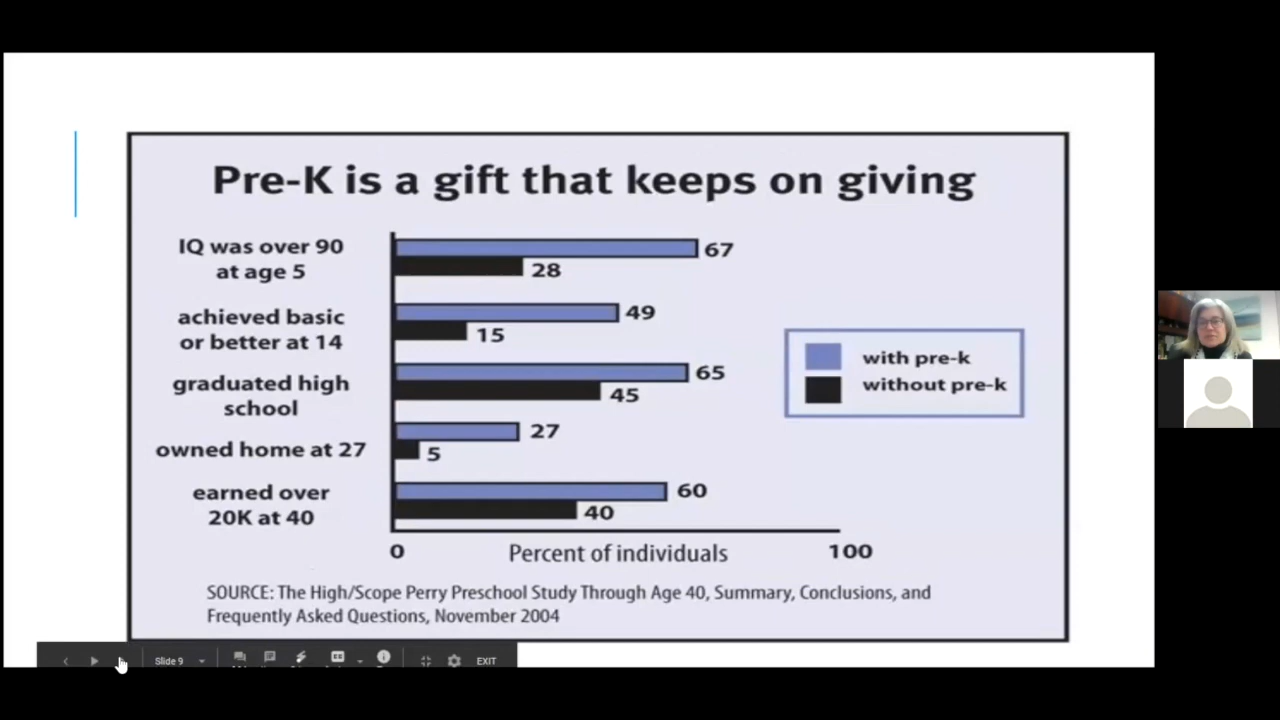 Pre-K is a gift that keeps on giving
IQ was over 90
at age 5
67
28
achieved basic
or better at 14
49
15
graduated high
school
65
45
owned home at 27
27
5
earned over
20K at 40
60
40
with pre-k
without pre-k
0
Percent of individuals
100
SOURCE: The High/Scope Perry Preschool Study Through Age 40, Summary, Conclusions, and
Frequently Asked Questions, November 2004
Slide 9
EXIT